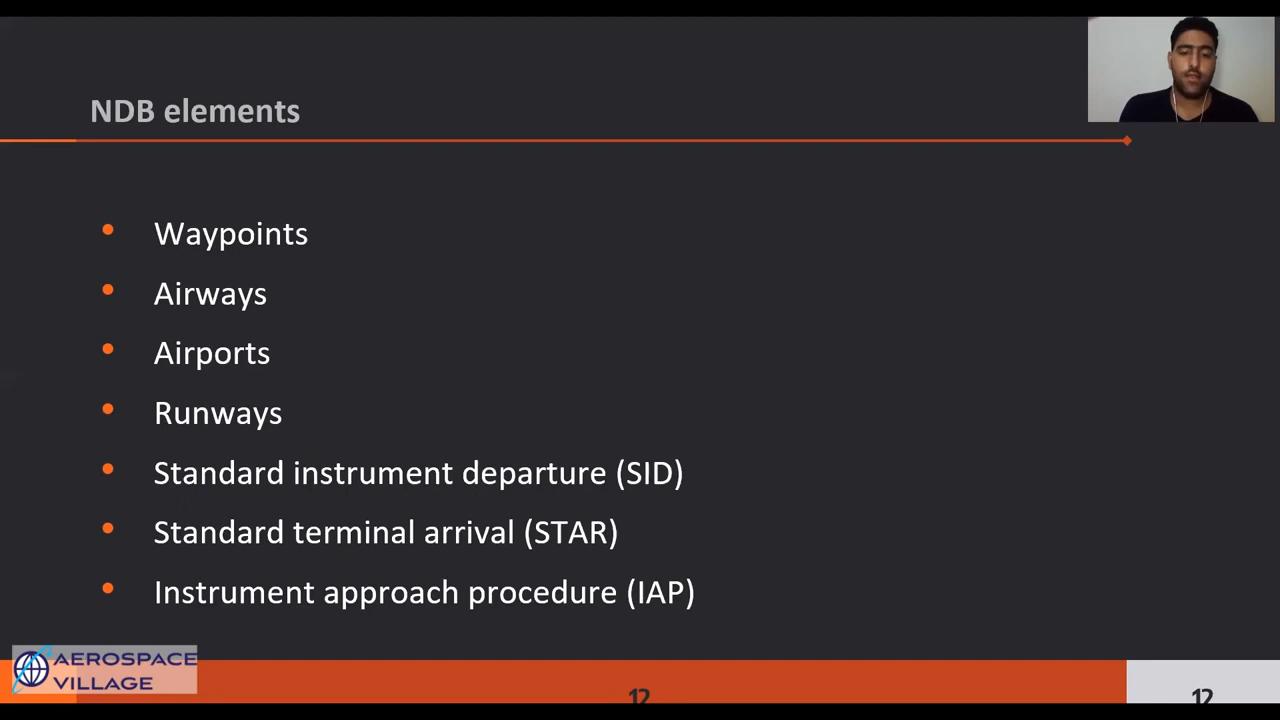 NDB elements
Waypoints
Airways
Airports
Runways
Standard instrument departure (SID)
Standard terminal arrival (STAR)
Instrument approach procedure (IAP)
AEROSPACE
VILLAGE
12
12